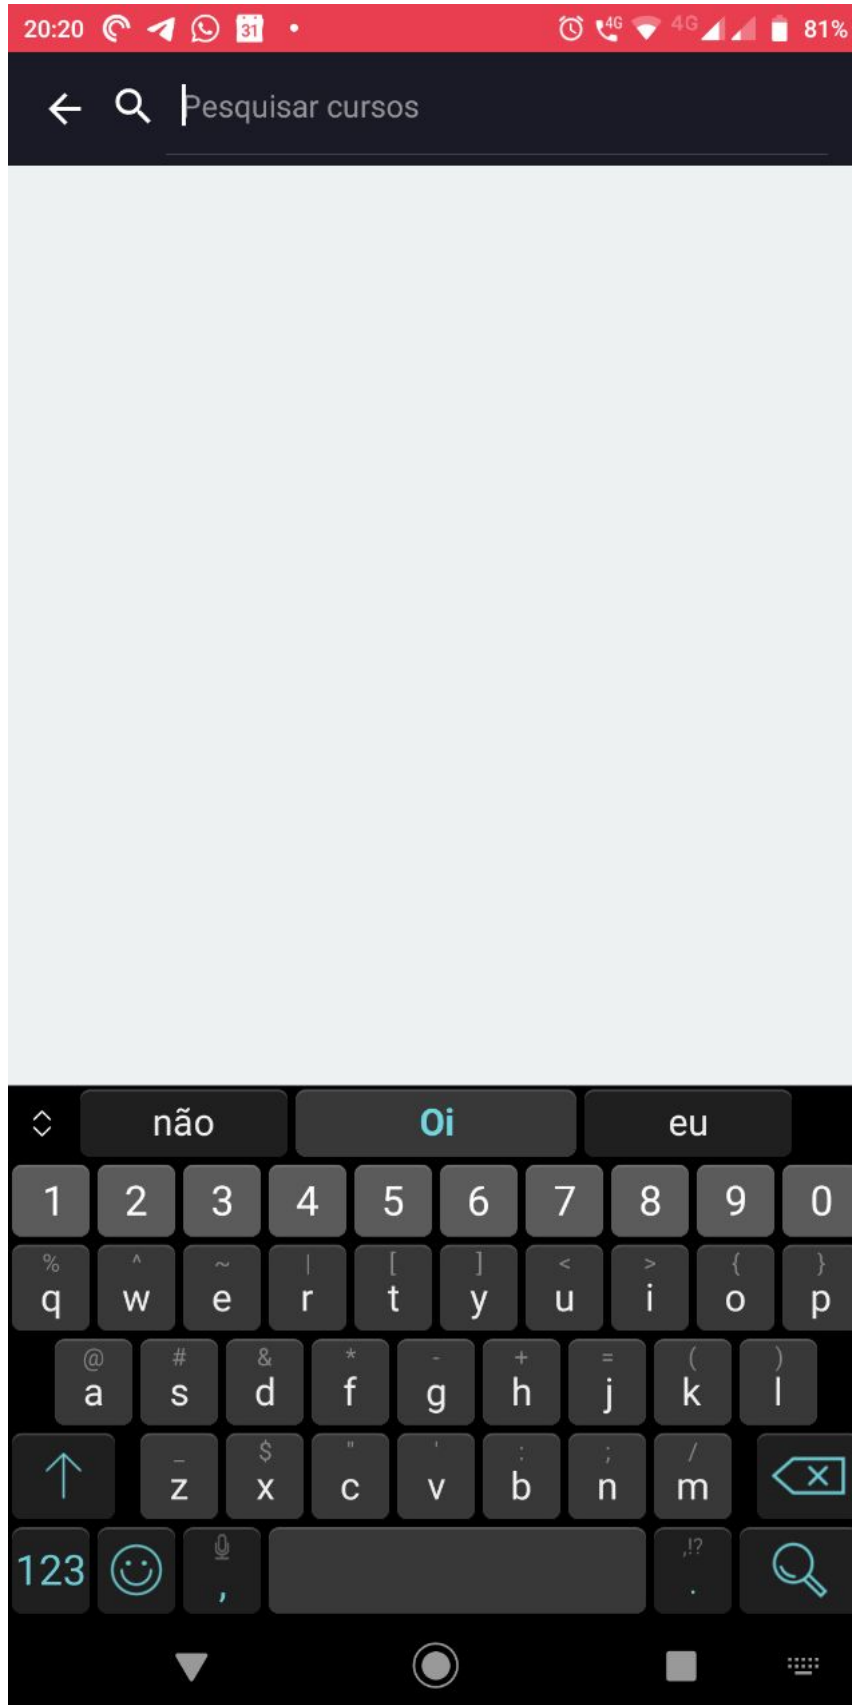 20:20 31 4G 4G 81%
Pesquisar cursos
não Oi eu
1 2 3 4 5 6 7 8 9 0
% ^ ~ | [ ] < > { }
q w e r t y u i o p
@ # & * - + = ( )
a s d f g h j k l
_ $ " ' : ; /
z x c v b n m
,!?
123 , .